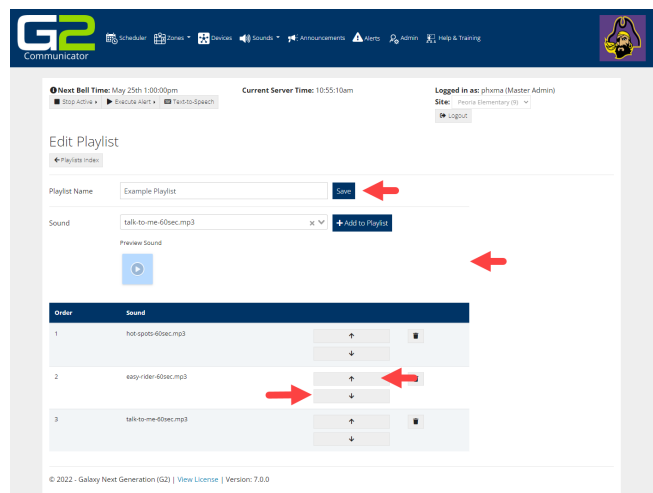 G2
Communicator
Scheduler Zones Devices Sounds Announcements Alerts Admin Help & Training
Next Bell Time: May 25th 1:00:00pm Current Server Time: 10:55:10am Logged in as: phxma (Master Admin)
Stop Active Execute Alert Text-to-Speech Site: Peoria Elementary (9)
Logout
Edit Playlist
Playlists Index
Playlist Name Example Playlist Save
Sound talk-to-me-60sec.mp3 Add to Playlist
Preview Sound
Order Sound
1 hot-spots-60sec.mp3
2 easy-rider-60sec.mp3
3 talk-to-me-60sec.mp3
© 2022 - Galaxy Next Generation (G2) | View License | Version: 7.0.0